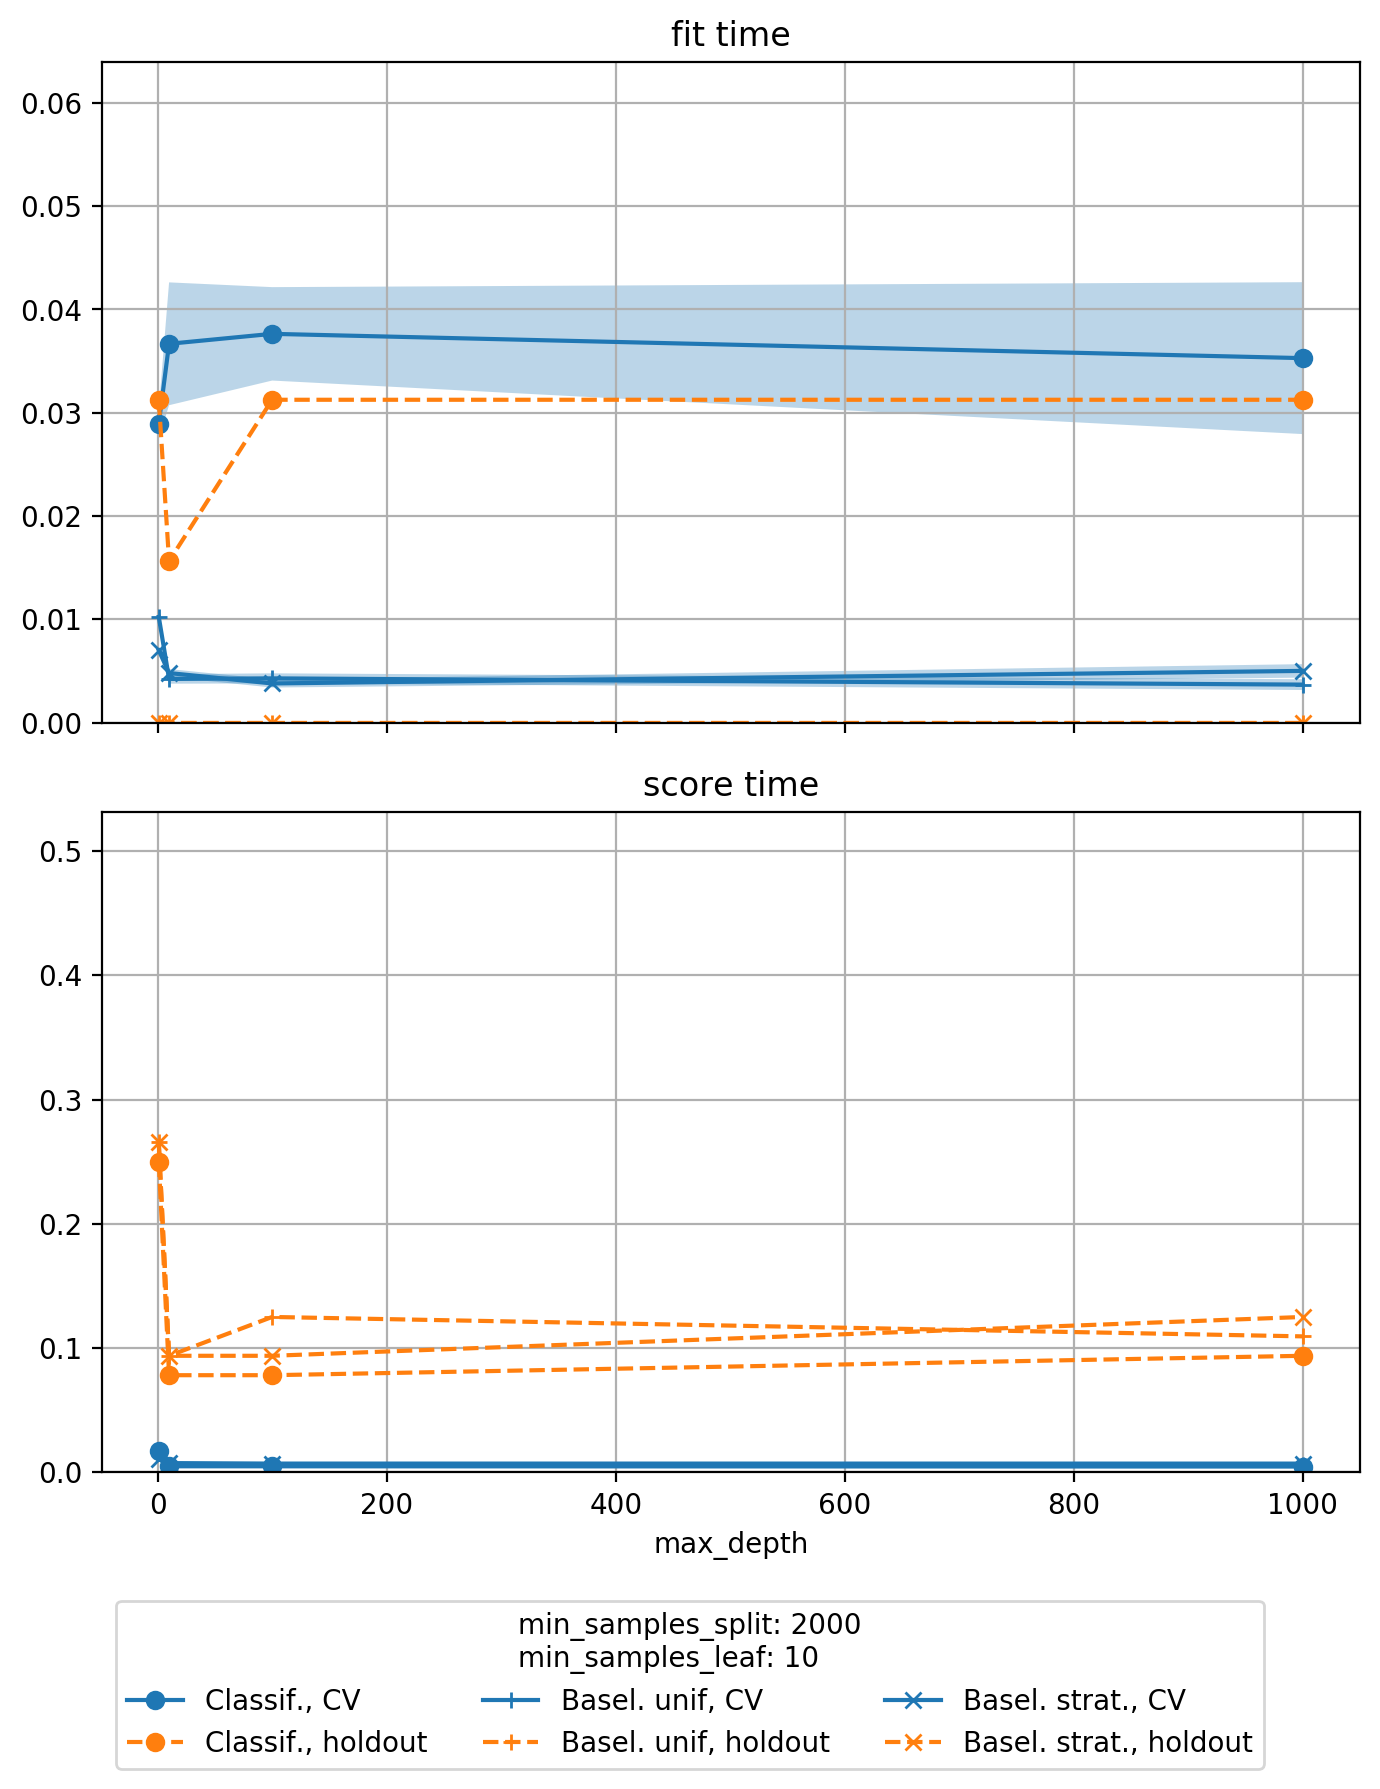 fit time
0.06
0.05
0.04
0.03
0.02
0.01
0.00
score time
0.5
0.4
0.3
0.2
0.1
0.0
0 200 400 600 800 1000
max_depth
min_samples_split: 2000
min_samples_leaf: 10
Classif., CV Basel. unif, CV Basel. strat., CV
Classif., holdout Basel. unif, holdout Basel. strat., holdout